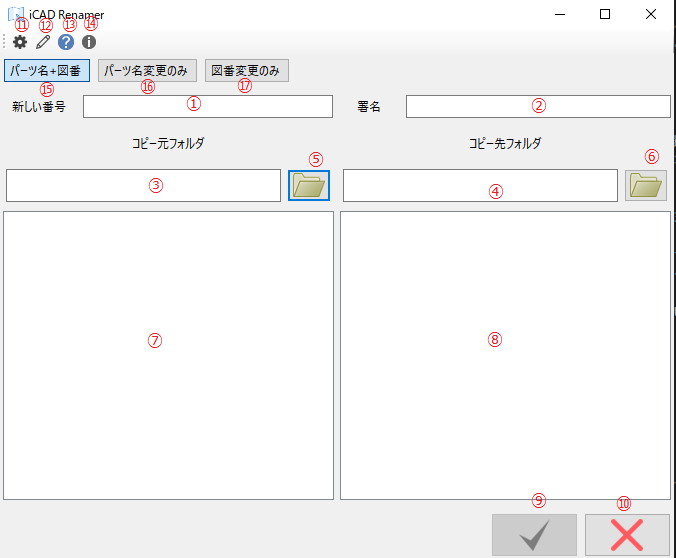 iCAD Renamer
⑪ ⑫ ⑬ ⑭
パーツ名+図番 パーツ名変更のみ 図番変更のみ
⑮ ⑯ ⑰
新しい番号 ① 署名 ②
コピー元フォルダ コピー先フォルダ
③ ⑤ ④ ⑥
⑦ ⑧
⑨ ⑩